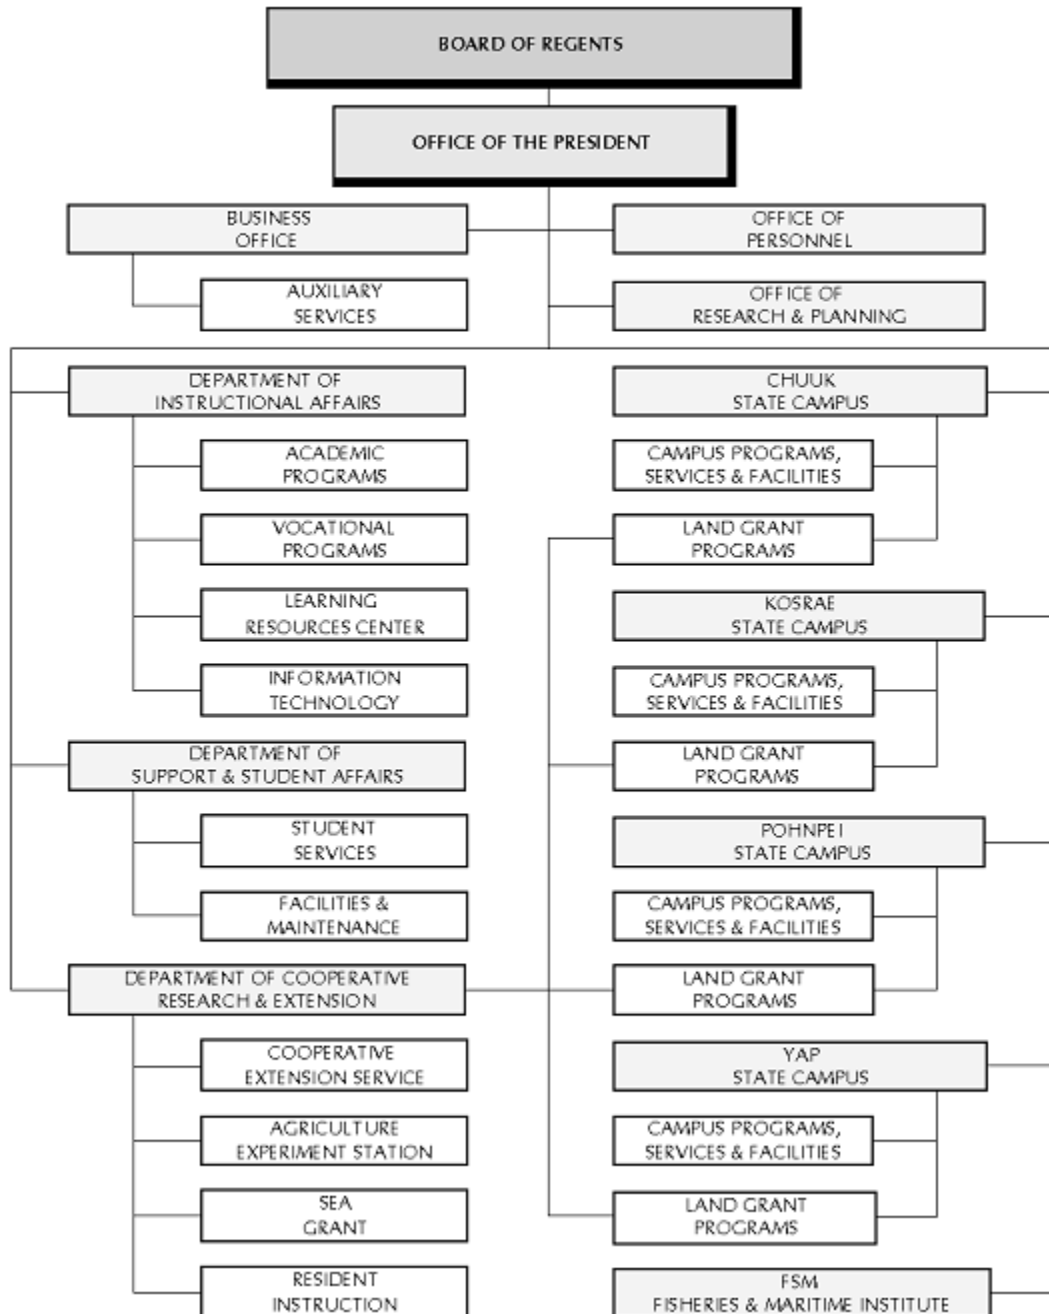 BOARD OF REGENTS
OFFICE OF THE PRESIDENT
BUSINESS
OFFICE
AUXILIARY
SERVICES
OFFICE OF
PERSONNEL
OFFICE OF
RESEARCH & PLANNING
DEPARTMENT OF
INSTRUCTIONAL AFFAIRS
ACADEMIC
PROGRAMS
VOCATIONAL
PROGRAMS
LEARNING
RESOURCES CENTER
INFORMATION
TECHNOLOGY
DEPARTMENT OF
SUPPORT & STUDENT AFFAIRS
STUDENT
SERVICES
FACILITIES &
MAINTENANCE
DEPARTMENT OF COOPERATIVE
RESEARCH & EXTENSION
COOPERATIVE
EXTENSION SERVICE
AGRICULTURE
EXPERIMENT STATION
SEA
GRANT
RESIDENT
INSTRUCTION
CHUUK
STATE CAMPUS
CAMPUS PROGRAMS,
SERVICES & FACILITIES
LAND GRANT
PROGRAMS
KOSRAE
STATE CAMPUS
CAMPUS PROGRAMS,
SERVICES & FACILITIES
LAND GRANT
PROGRAMS
POHNPEI
STATE CAMPUS
CAMPUS PROGRAMS,
SERVICES & FACILITIES
LAND GRANT
PROGRAMS
YAP
STATE CAMPUS
CAMPUS PROGRAMS,
SERVICES & FACILITIES
LAND GRANT
PROGRAMS
FSM
FISHERIES & MARITIME INSTITUTE